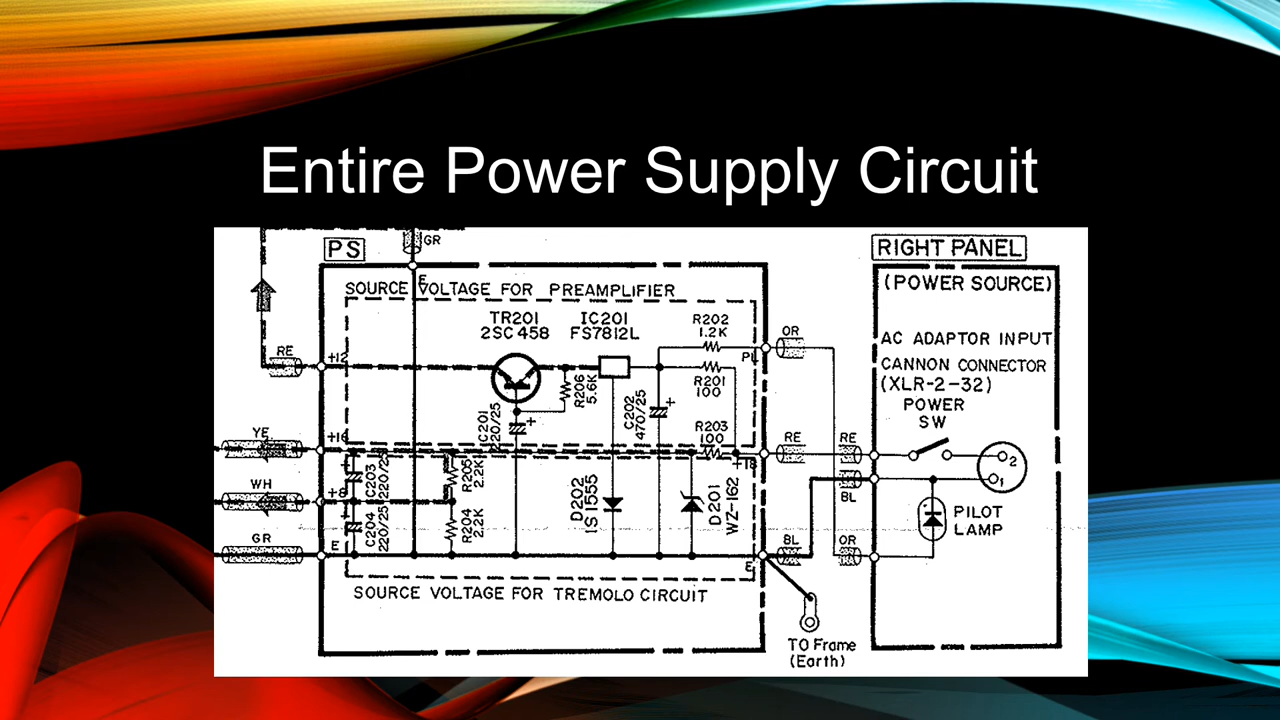 Entire Power Supply Circuit
PS
GR
RIGHT PANEL
E
SOURCE VOLTAGE FOR PREAMPLIFIER
(POWER SOURCE)
TR201
2SC458
IC201
FS7812L
R202
1.2K
OR
AC ADAPTOR INPUT
CANNON CONNECTOR
(XLR-2-32)
POWER
SW
RE
+12
PL
R206
5.6K
R201
100
C201
220/25
C202
470/25
YE
+16
R203
100
RE
RE
+18
2
1
C203
220/25
R205
2.2K
BL
WH
+8
D202
1S1555
D201
WZ-162
PILOT
LAMP
C204
220/25
R204
2.2K
GR
E
BL
OR
E
SOURCE VOLTAGE FOR TREMOLO CIRCUIT
TO Frame
(Earth)